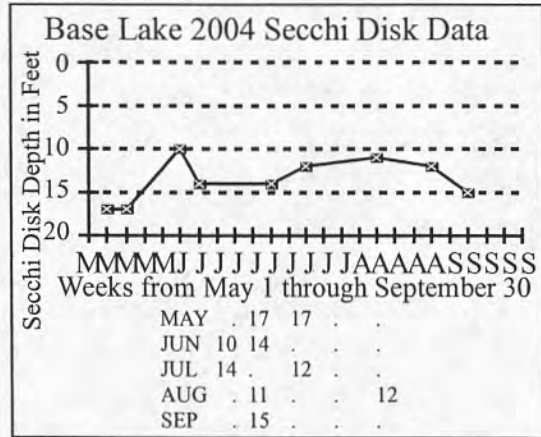 Base Lake 2004 Secchi Disk Data
Secchi Disk Depth in Feet
0
5
10
15
20
MMMMMJ J J J J J J J J J AAAAASSSSS
Weeks from May 1 through September 30
MAY . 17 17 . .
JUN 10 14 . . .
JUL 14 . 12 . .
AUG . 11 . . 12
SEP . 15 . . .